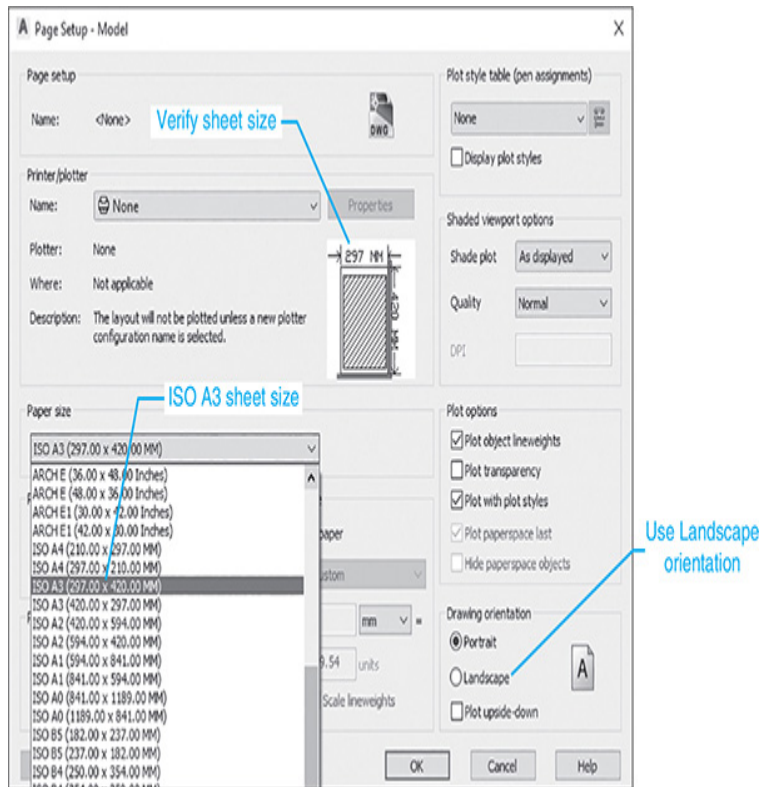 Page Setup - Model
Page setup
Name: <None>
Verify sheet size
DWG
Printer/plotter
Name: None
Properties
Plotter: None
Where: Not applicable
Description: The layout will not be plotted unless a new plotter
configuration name is selected.
297 MM
420 MM
ISO A3 sheet size
Paper size
ISO A3 (297.00 x 420.00 MM)
ARCH E (36.00 x 48.00 Inches)
ARCH E (48.00 x 36.00 Inches)
ARCH E1 (30.00 x 42.00 Inches)
ARCH E1 (42.00 x 30.00 Inches)
ISO A4 (210.00 x 297.00 MM)
ISO A4 (297.00 x 210.00 MM)
ISO A3 (297.00 x 420.00 MM)
ISO A3 (420.00 x 297.00 MM)
ISO A2 (420.00 x 594.00 MM)
ISO A2 (594.00 x 420.00 MM)
ISO A1 (594.00 x 841.00 MM)
ISO A1 (841.00 x 594.00 MM)
ISO A0 (841.00 x 1189.00 MM)
ISO A0 (1189.00 x 841.00 MM)
ISO B5 (182.00 x 237.00 MM)
ISO B5 (237.00 x 182.00 MM)
ISO B4 (250.00 x 354.00 MM)
mm =
9.54 units
Scale lineweights
Plot style table (pen assignments)
None
Display plot styles
Shaded viewport options
Shade plot As displayed
Quality Normal
DPI
Plot options
Plot object lineweights
Plot transparency
Plot with plot styles
Plot paperspace last
Hide paperspace objects
Use Landscape
orientation
Drawing orientation
Portrait
Landscape
A
Plot upside-down
OK Cancel Help